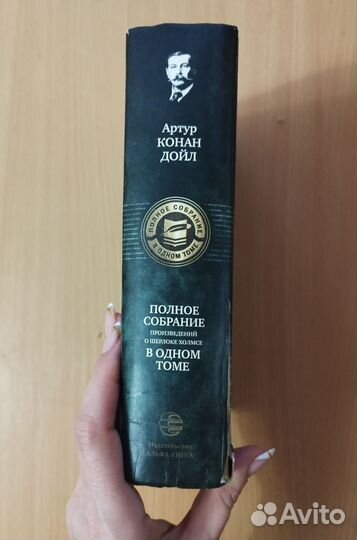 Артур
КОНАН
ДОЙЛ
ПОЛНОЕ СОБРАНИЕ
В ОДНОМ ТОМЕ
ПОЛНОЕ
СОБРАНИЕ
ПРОИЗВЕДЕНИЙ
О ШЕРЛОКЕ ХОЛМСЕ
В ОДНОМ
ТОМЕ
Издательство
АЛЬФА-КНИГА
Avito